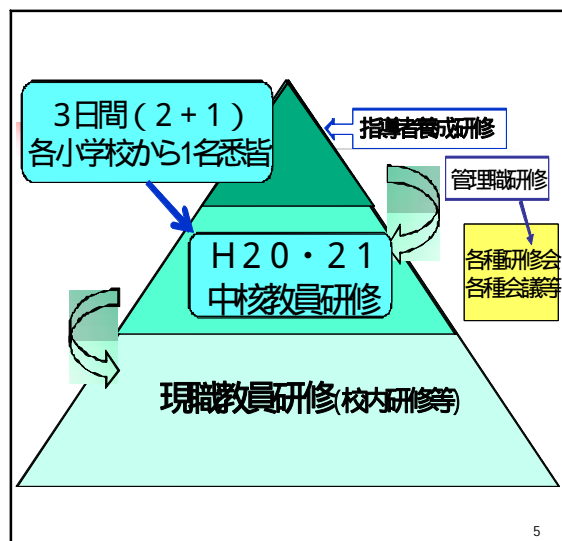 3日間(2+1)
各小学校から1名悉皆
指導者養成研修
管理職研修
各種研修会
各種会議等
H20・21
中核教員研修
現職教員研修(校内研修等)
5